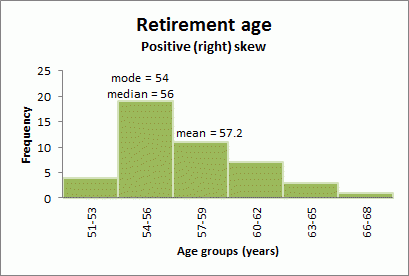 Retirement age
Positive (right) skew
25
20
15
10
5
0
Frequency
mode = 54
median = 56
mean = 57.2
51-53
54-56
57-59
60-62
63-65
66-68
Age groups (years)